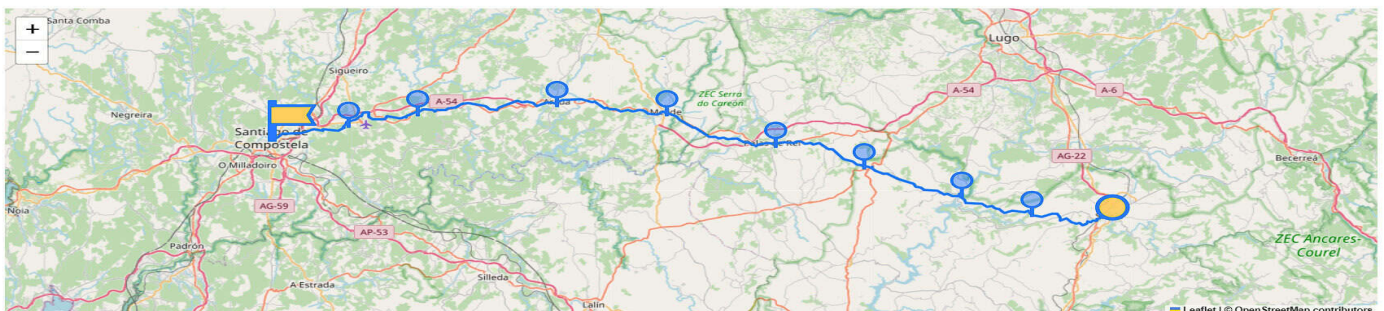 +
−
Santa Comba
Lugo
Sigueiro
A-54
A-6
ZEC Serra
do Careón
A-54
Negreira
Santiago de
Compostela
O Milladoiro
AG-22
Becerreá
AG-59
Noia
AP-53
Padrón
ZEC Ancares-
Courel
Silleda
A Estrada
Lalín
Leaflet | © OpenStreetMap contributors